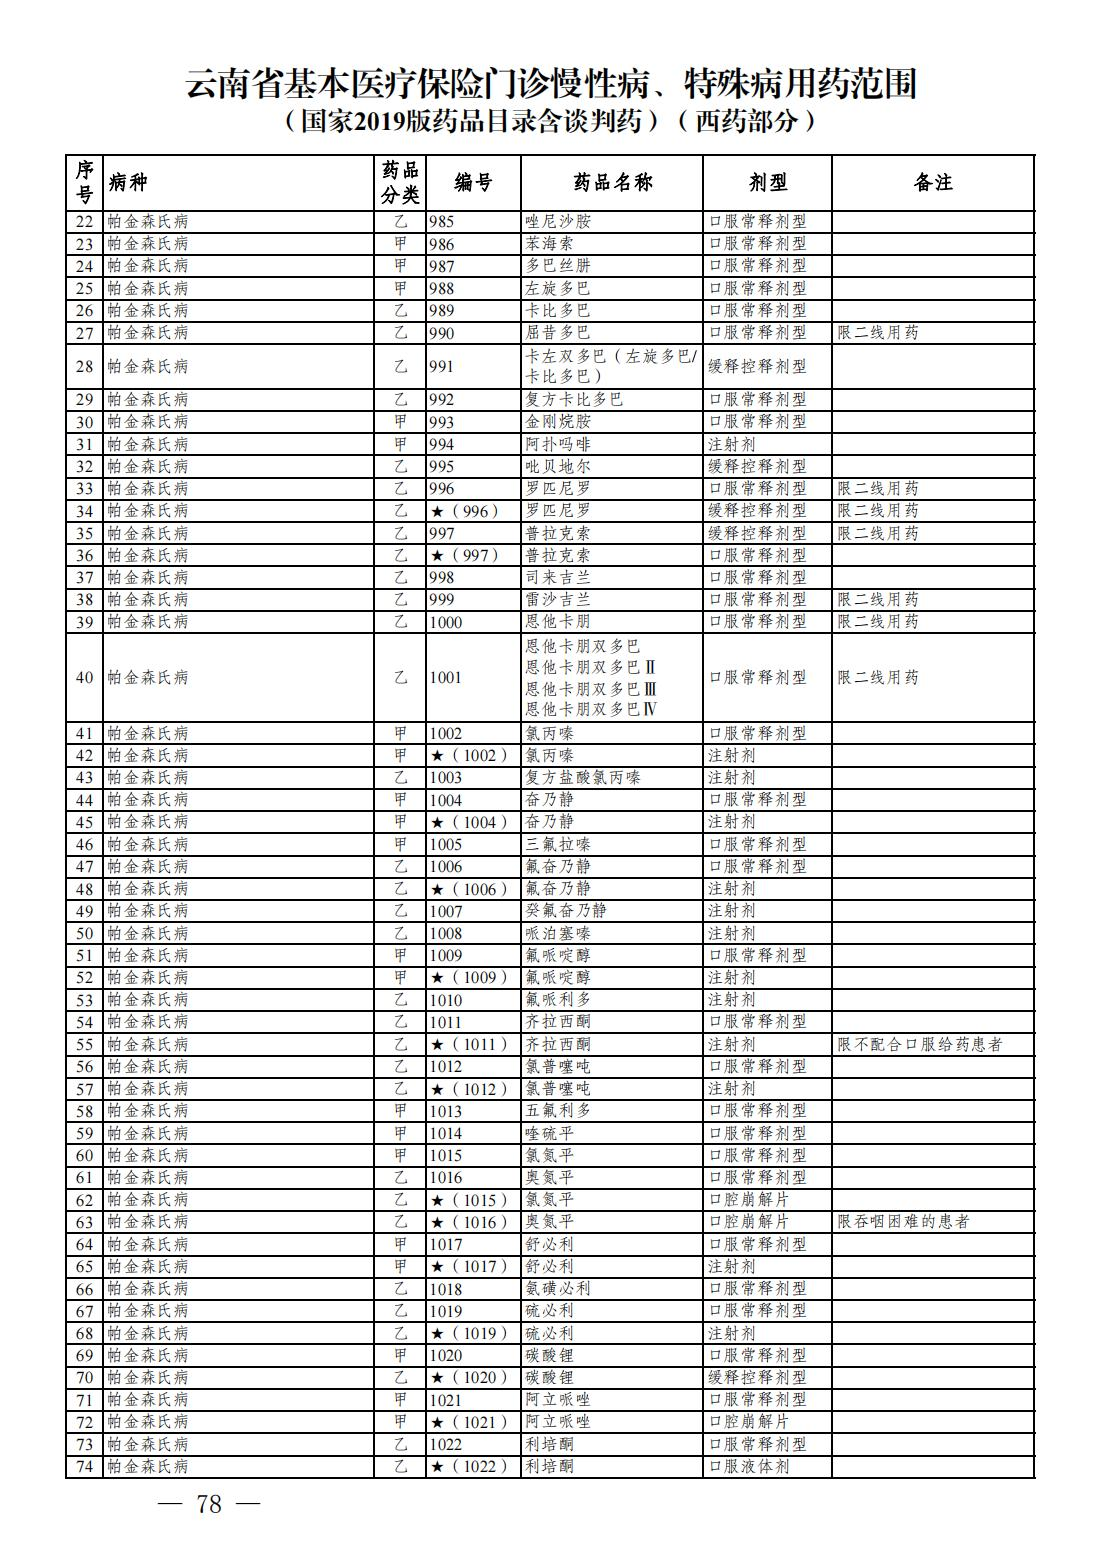 云南省基本医疗保险门诊慢性病、特殊病用药范围
（国家2019版药品目录含谈判药）（西药部分）
序号 病种 药品分类 编号 药品名称 剂型 备注
22 帕金森氏病 乙 985 唑尼沙胺 口服常释剂型
23 帕金森氏病 甲 986 苯海索 口服常释剂型
24 帕金森氏病 甲 987 多巴丝肼 口服常释剂型
25 帕金森氏病 甲 988 左旋多巴 口服常释剂型
26 帕金森氏病 乙 989 卡比多巴 口服常释剂型
27 帕金森氏病 乙 990 屈昔多巴 口服常释剂型 限二线用药
28 帕金森氏病 乙 991 卡左双多巴（左旋多巴/卡比多巴） 缓释控释剂型
29 帕金森氏病 乙 992 复方卡比多巴 口服常释剂型
30 帕金森氏病 甲 993 金刚烷胺 口服常释剂型
31 帕金森氏病 甲 994 阿扑吗啡 注射剂
32 帕金森氏病 乙 995 吡贝地尔 缓释控释剂型
33 帕金森氏病 乙 996 罗匹尼罗 口服常释剂型 限二线用药
34 帕金森氏病 乙 ★（996） 罗匹尼罗 缓释控释剂型 限二线用药
35 帕金森氏病 乙 997 普拉克索 缓释控释剂型 限二线用药
36 帕金森氏病 乙 ★（997） 普拉克索 口服常释剂型
37 帕金森氏病 乙 998 司来吉兰 口服常释剂型
38 帕金森氏病 乙 999 雷沙吉兰 口服常释剂型 限二线用药
39 帕金森氏病 乙 1000 恩他卡朋 口服常释剂型 限二线用药
40 帕金森氏病 乙 1001 恩他卡朋双多巴 口服常释剂型 限二线用药
恩他卡朋双多巴Ⅱ
恩他卡朋双多巴Ⅲ
恩他卡朋双多巴Ⅳ
41 帕金森氏病 甲 1002 氯丙嗪 口服常释剂型
42 帕金森氏病 甲 ★（1002） 氯丙嗪 注射剂
43 帕金森氏病 乙 1003 复方盐酸氯丙嗪 注射剂
44 帕金森氏病 甲 1004 奋乃静 口服常释剂型
45 帕金森氏病 甲 ★（1004） 奋乃静 注射剂
46 帕金森氏病 甲 1005 三氟拉嗪 口服常释剂型
47 帕金森氏病 乙 1006 氟奋乃静 口服常释剂型
48 帕金森氏病 乙 ★（1006） 氟奋乃静 注射剂
49 帕金森氏病 乙 1007 癸氟奋乃静 注射剂
50 帕金森氏病 乙 1008 哌泊塞嗪 注射剂
51 帕金森氏病 甲 1009 氟哌啶醇 口服常释剂型
52 帕金森氏病 甲 ★（1009） 氟哌啶醇 注射剂
53 帕金森氏病 乙 1010 氟哌利多 注射剂
54 帕金森氏病 乙 1011 齐拉西酮 口服常释剂型
55 帕金森氏病 乙 ★（1011） 齐拉西酮 注射剂 限不配合口服给药患者
56 帕金森氏病 乙 1012 氯普噻吨 口服常释剂型
57 帕金森氏病 乙 ★（1012） 氯普噻吨 注射剂
58 帕金森氏病 甲 1013 五氟利多 口服常释剂型
59 帕金森氏病 甲 1014 喹硫平 口服常释剂型
60 帕金森氏病 甲 1015 氯氮平 口服常释剂型
61 帕金森氏病 乙 1016 奥氮平 口服常释剂型
62 帕金森氏病 乙 ★（1015） 氯氮平 口腔崩解片
63 帕金森氏病 乙 ★（1016） 奥氮平 口腔崩解片 限吞咽困难的患者
64 帕金森氏病 甲 1017 舒必利 口服常释剂型
65 帕金森氏病 甲 ★（1017） 舒必利 注射剂
66 帕金森氏病 乙 1018 氨磺必利 口服常释剂型
67 帕金森氏病 乙 1019 硫必利 口服常释剂型
68 帕金森氏病 乙 ★（1019） 硫必利 注射剂
69 帕金森氏病 甲 1020 碳酸锂 口服常释剂型
70 帕金森氏病 乙 ★（1020） 碳酸锂 缓释控释剂型
71 帕金森氏病 甲 1021 阿立哌唑 口服常释剂型
72 帕金森氏病 甲 ★（1021） 阿立哌唑 口腔崩解片
73 帕金森氏病 乙 1022 利培酮 口服常释剂型
74 帕金森氏病 乙 ★（1022） 利培酮 口服液体剂
— 78 —